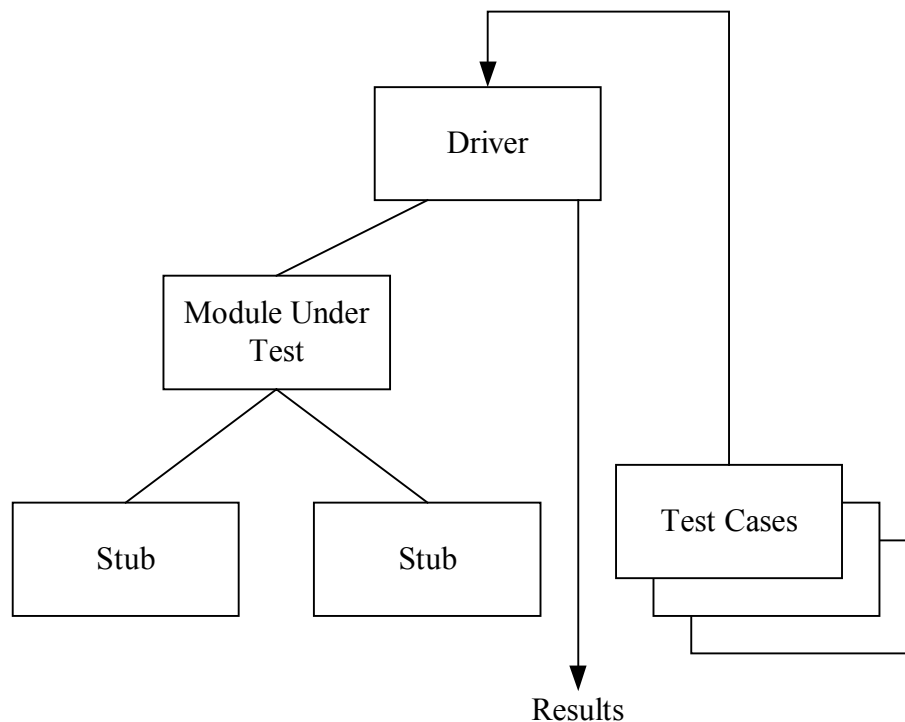 Driver
Module Under
Test
Stub
Stub
Test Cases
Results